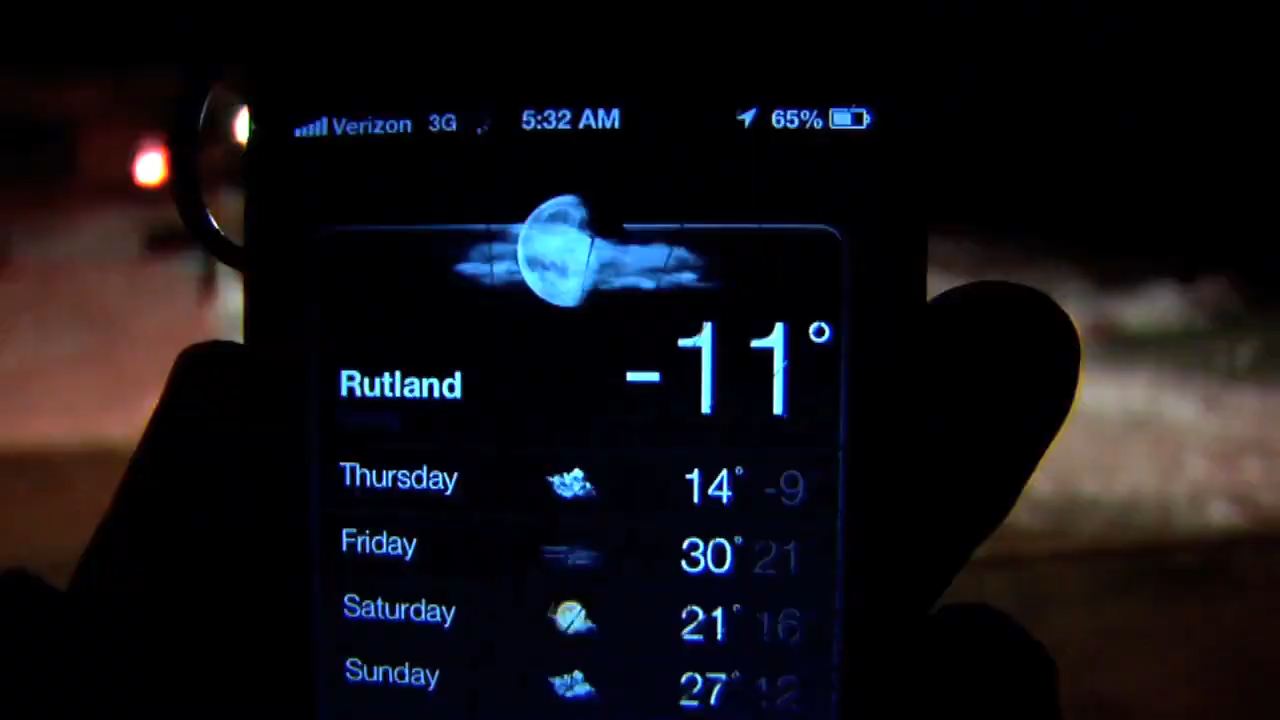 Verizon 3G 5:32 AM 65%
Rutland -11°
Thursday 14° -9
Friday 30° 21
Saturday 21° 16
Sunday 27° 12